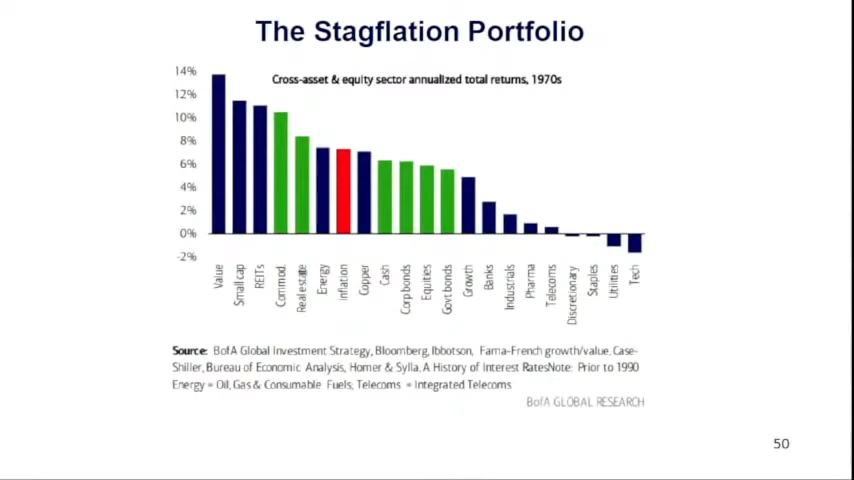 The Stagflation Portfolio
Cross-asset & equity sector annualized total returns, 1970s
14%
12%
10%
8%
6%
4%
2%
0%
-2%
Value
Small cap
REITs
Commod.
Real estate
Energy
Inflation
Copper
Cash
Corp bonds
Equities
Govt bonds
Growth
Banks
Industrials
Pharma
Telecoms
Discretionary
Staples
Utilities
Tech
Source: BofA Global Investment Strategy, Bloomberg, Ibbotson, Fama-French growth/value, Case-
Shiller, Bureau of Economic Analysis, Homer & Sylla, A History of Interest RatesNote: Prior to 1990
Energy = Oil, Gas & Consumable Fuels; Telecoms = Integrated Telecoms
BofA GLOBAL RESEARCH
50